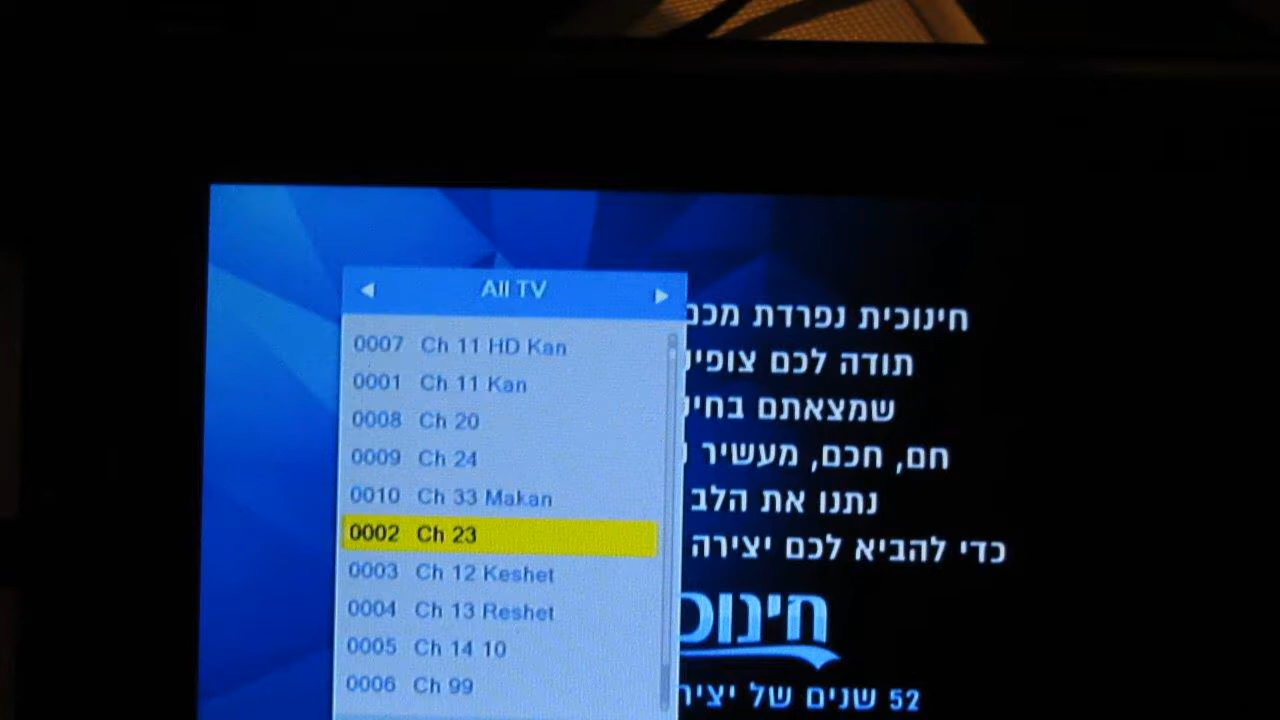 All TV
0007 Ch 11 HD Kan
0001 Ch 11 Kan
0008 Ch 20
0009 Ch 24
0010 Ch 33 Makan
0002 Ch 23
0003 Ch 12 Keshet
0004 Ch 13 Reshet
0005 Ch 14 10
0006 Ch 99
חינוכית נפרדת מכם
תודה לכם
שמצאתם
חם, חכם, מעשיר
נתנו את הלב
כדי להביא לכם יצירה
52 שנים של